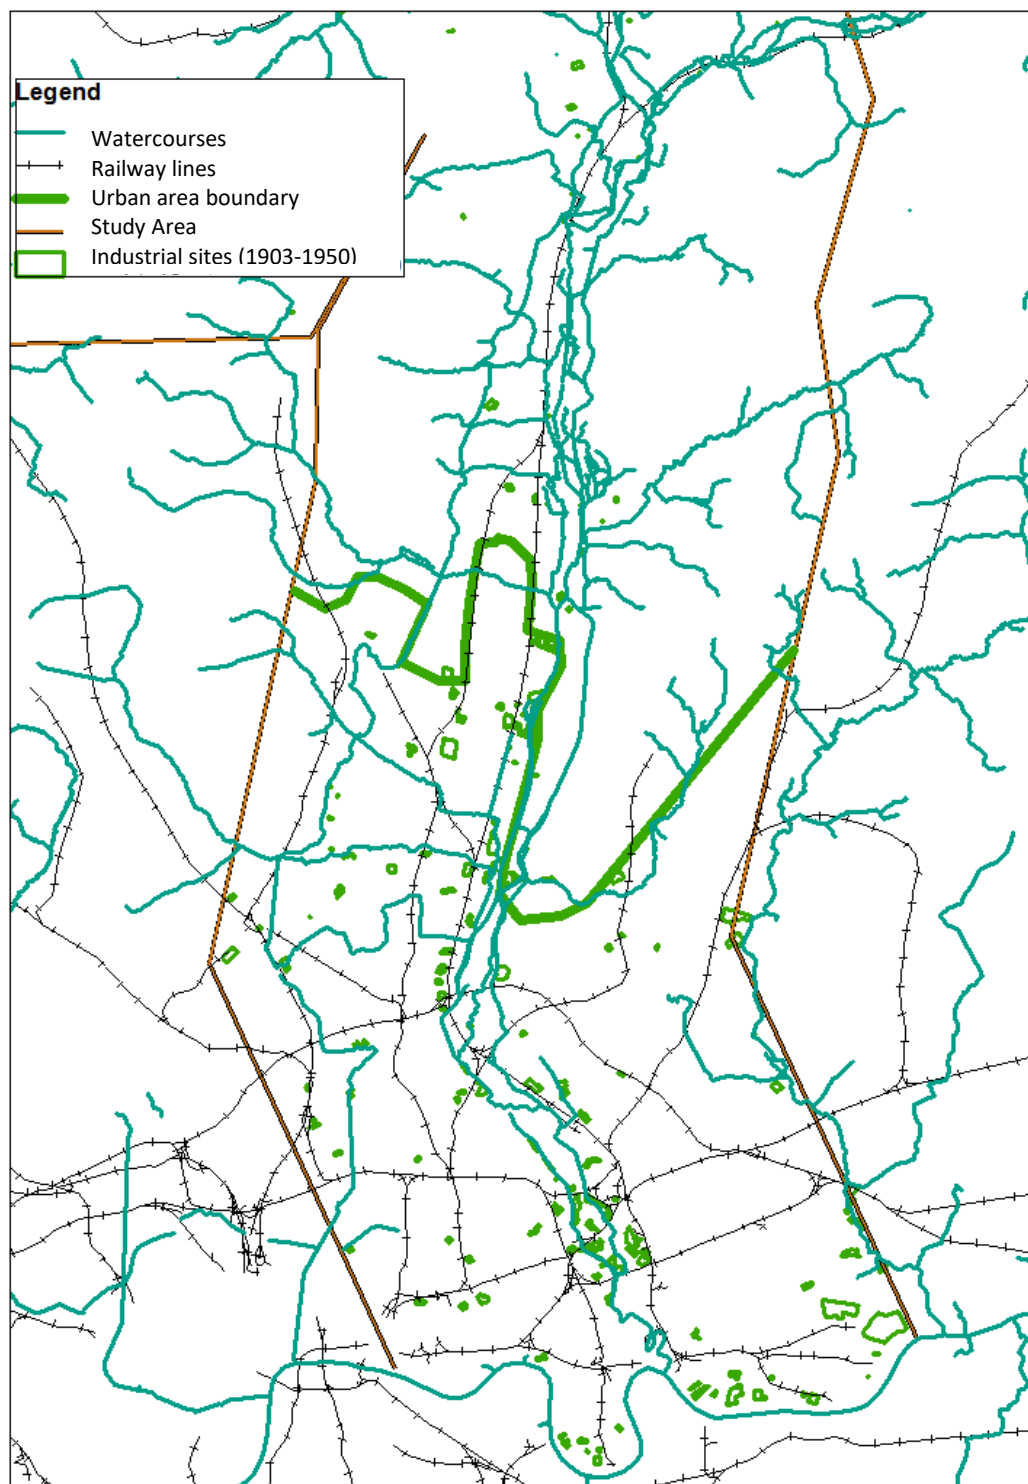 Legend
Watercourses
Railway lines
Urban area boundary
Study Area
Industrial sites (1903-1950)